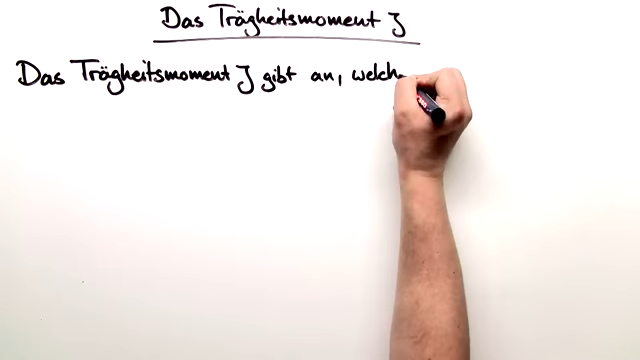 Das Trägheitsmoment J
Das Trägheitsmoment J gibt an, welch